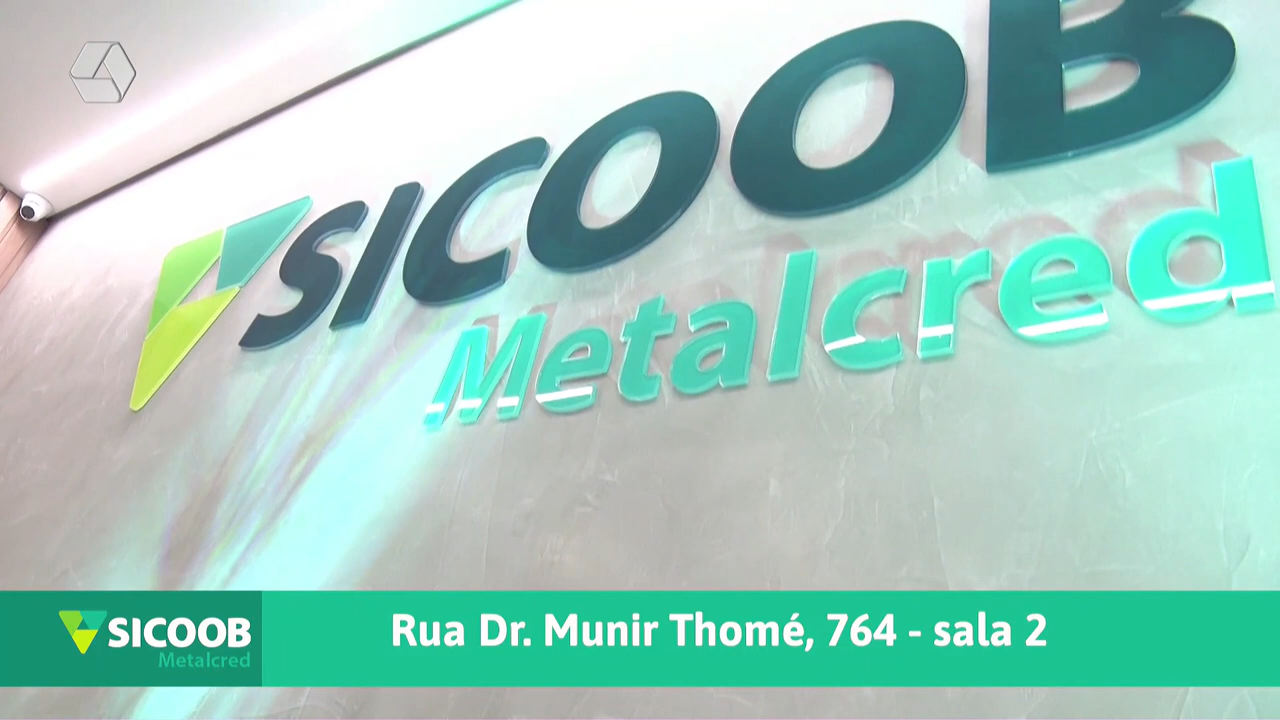 SICOOB
Metalcred
SICOOB
Metalcred
Rua Dr. Munir Thomé, 764 - sala 2